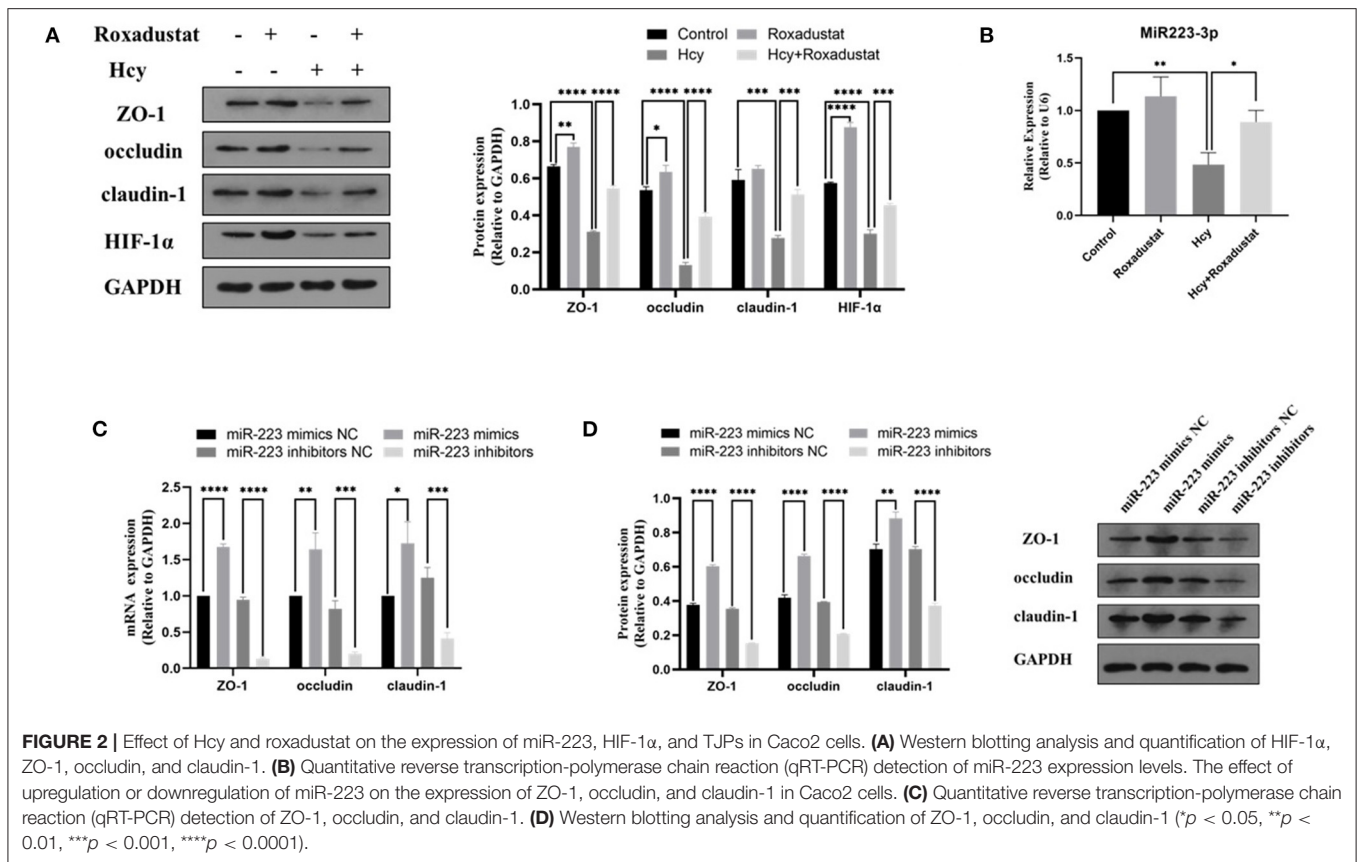 A
Roxadustat - + - +
Hcy - - + +
ZO-1
occludin
claudin-1
HIF-1α
GAPDH
Control
Roxadustat
Hcy
Hcy+Roxadustat
Protein expression
(Relative to GAPDH)
1.0
0.8
0.6
0.4
0.2
0.0
**** **** **** **** *** *** **** ***
** * ****
ZO-1 occludin claudin-1 HIF-1α
B
MiR223-3p
Relative Expression
(Relative to U6)
1.5
1.0
0.5
0.0
** *
Control
Roxadustat
Hcy
Hcy+Roxadustat
C
miR-223 mimics NC
miR-223 mimics
miR-223 inhibitors NC
miR-223 inhibitors
mRNA expression
(Relative to GAPDH)
2.5
2.0
1.5
1.0
0.5
0.0
**** **** ** *** * ***
ZO-1 occludin claudin-1
D
miR-223 mimics NC
miR-223 mimics
miR-223 inhibitors NC
miR-223 inhibitors
Protein expression
(Relative to GAPDH)
1.0
0.8
0.6
0.4
0.2
0.0
**** **** **** **** ** ****
ZO-1 occludin claudin-1
miR-223 mimics NC
miR-223 mimics
miR-223 inhibitors NC
miR-223 inhibitors
ZO-1
occludin
claudin-1
GAPDH
FIGURE 2 | Effect of Hcy and roxadustat on the expression of miR-223, HIF-1α, and TJPs in Caco2 cells. (A) Western blotting analysis and quantification of HIF-1α,
ZO-1, occludin, and claudin-1. (B) Quantitative reverse transcription-polymerase chain reaction (qRT-PCR) detection of miR-223 expression levels. The effect of
upregulation or downregulation of miR-223 on the expression of ZO-1, occludin, and claudin-1 in Caco2 cells. (C) Quantitative reverse transcription-polymerase chain
reaction (qRT-PCR) detection of ZO-1, occludin, and claudin-1. (D) Western blotting analysis and quantification of ZO-1, occludin, and claudin-1 (*p < 0.05, **p <
0.01, ***p < 0.001, ****p < 0.0001).